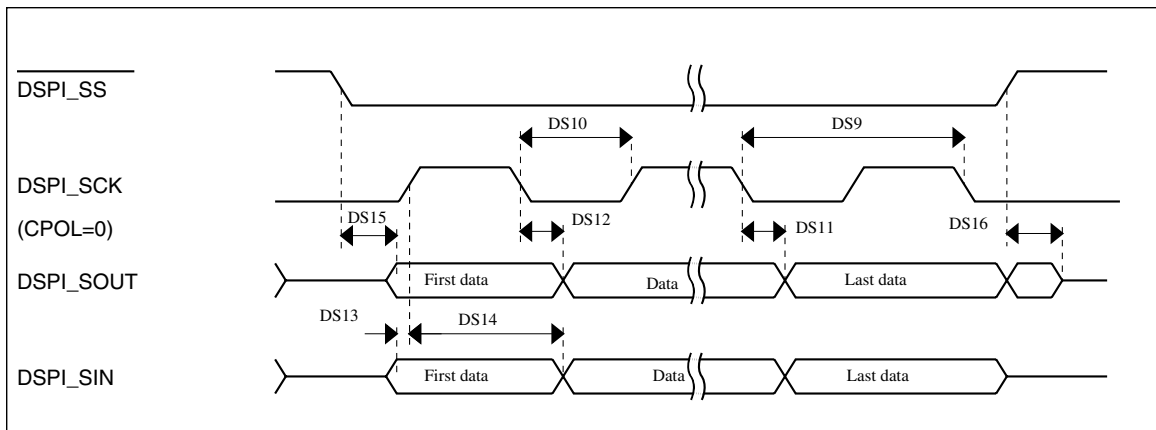 DSPI_SS
DS10
DS9
DSPI_SCK
(CPOL=0)
DS15
DS12
DS11
DS16
DSPI_SOUT
First data
Data
Last data
DS13
DS14
DSPI_SIN
First data
Data
Last data